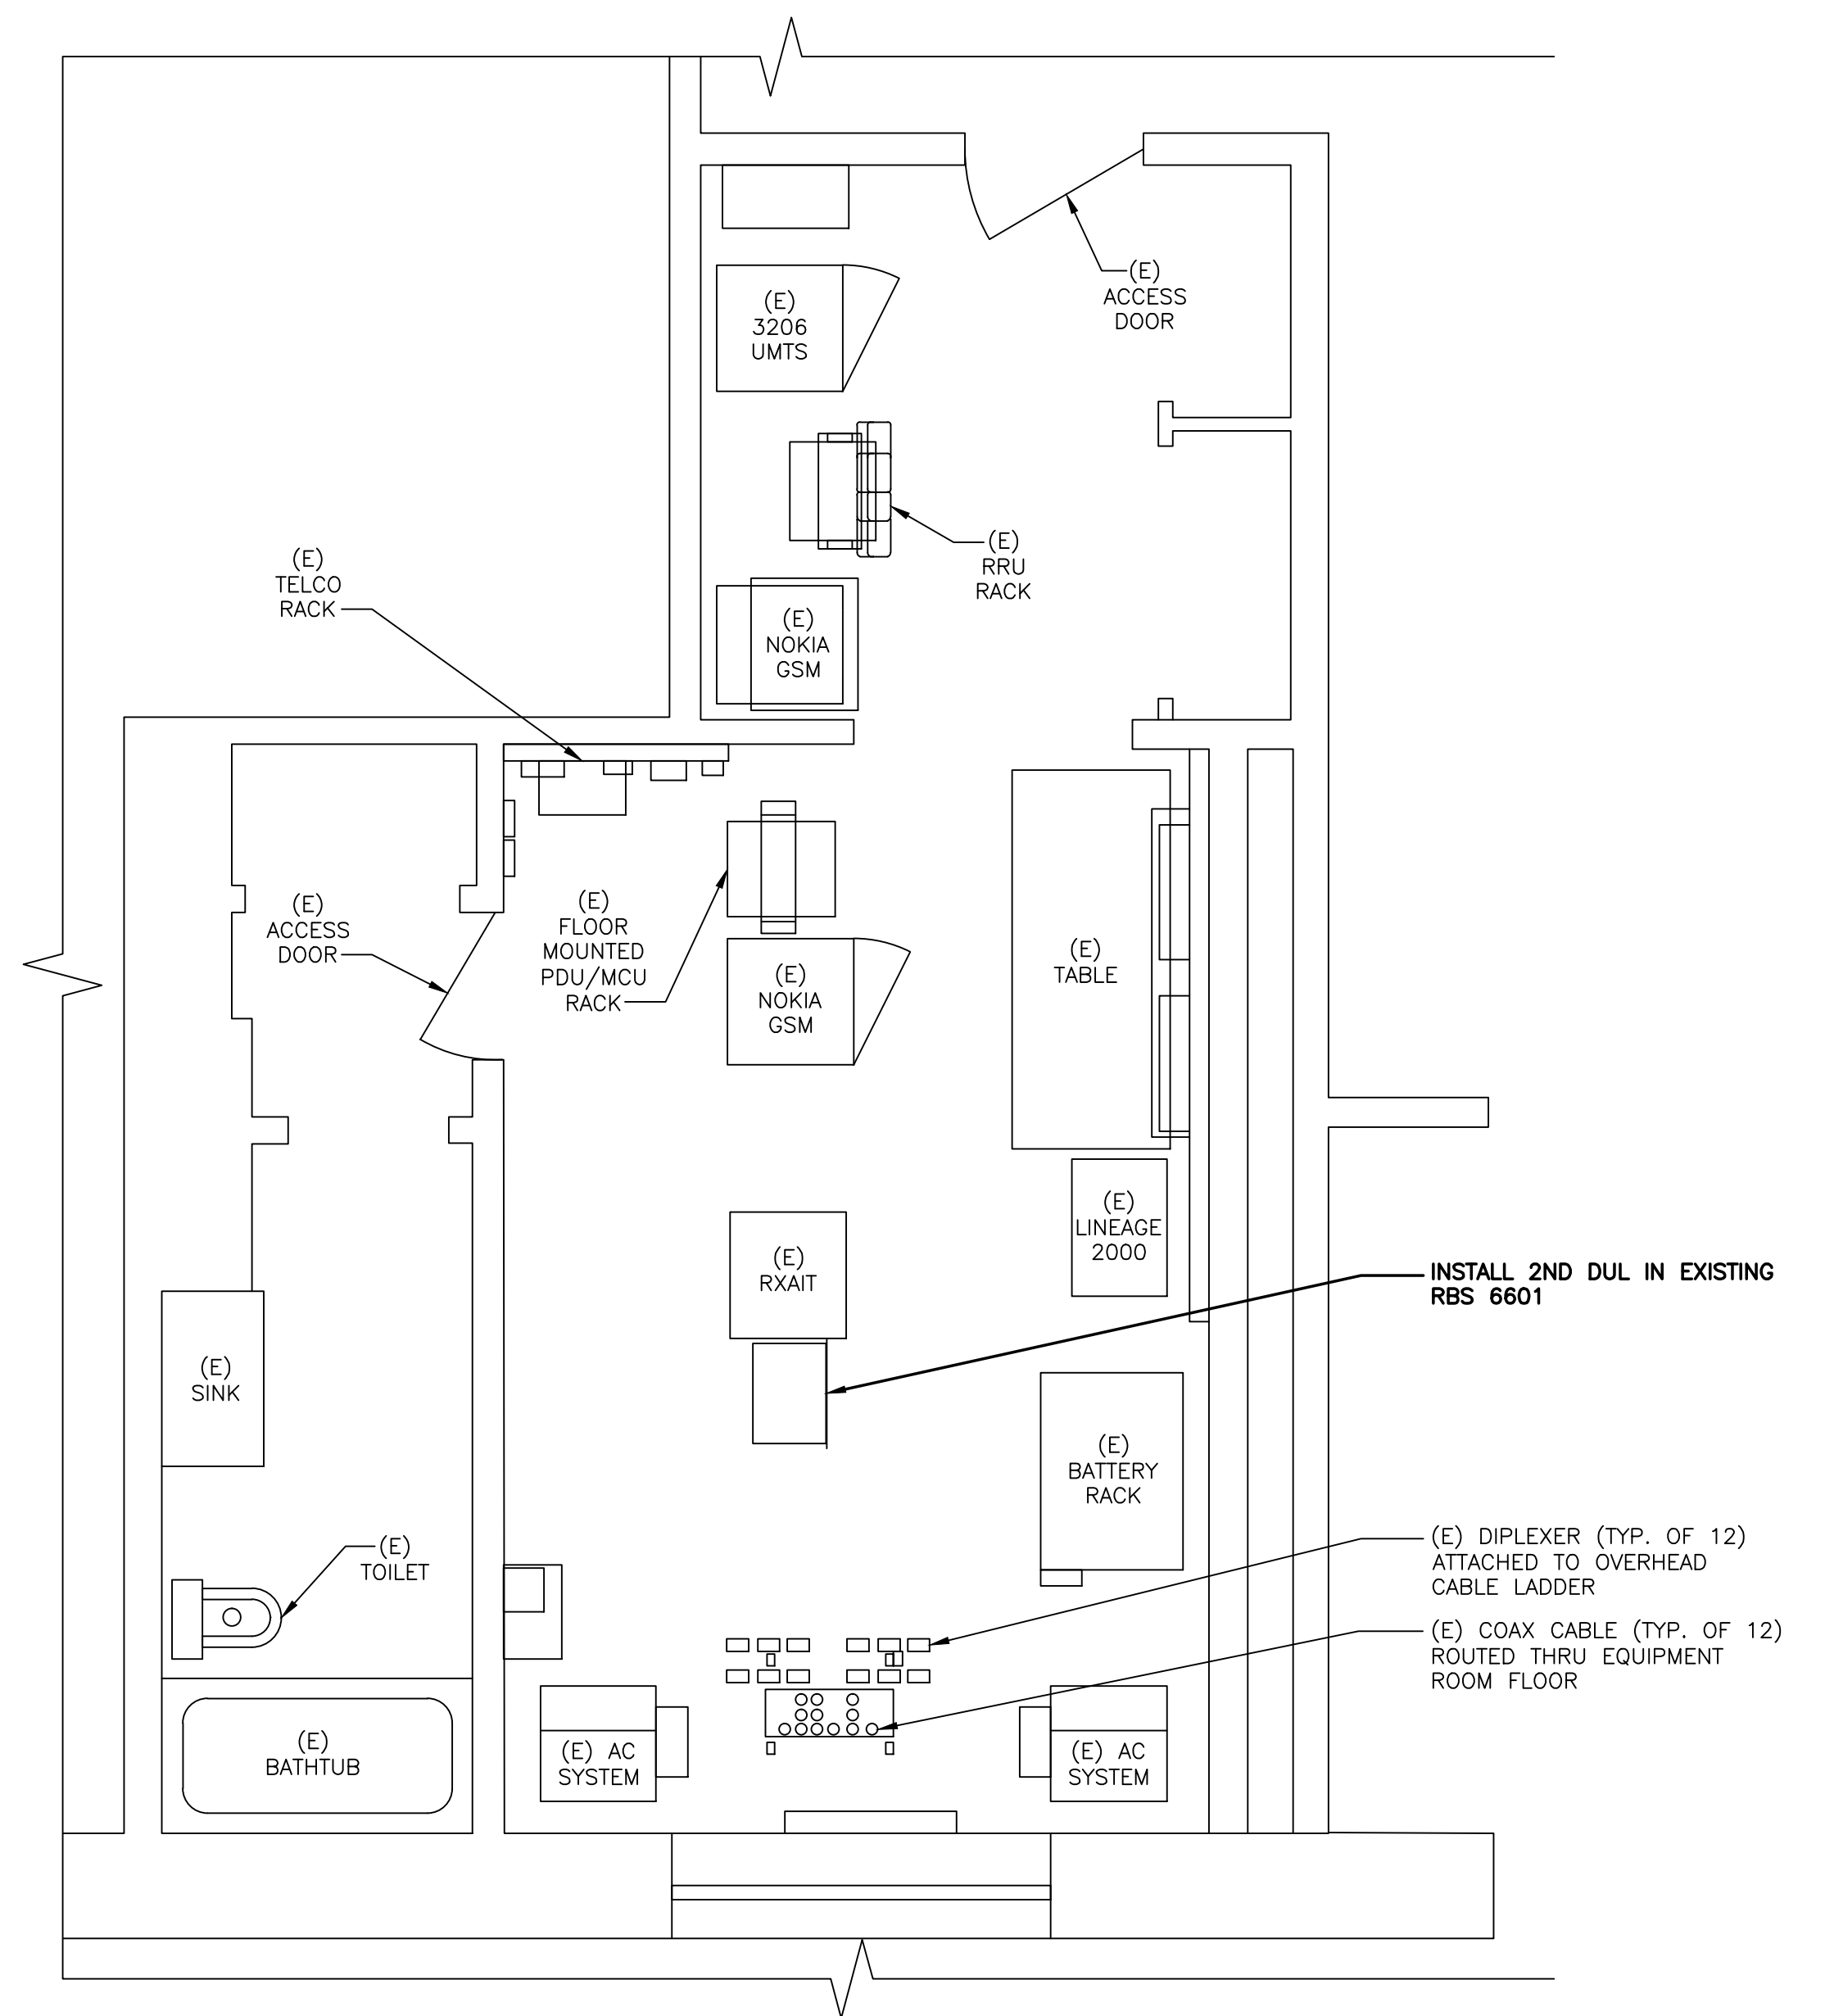 (E)
ACCESS
DOOR
(E)
3206
UMTS
(E)
RRU
RACK
(E)
TELCO
RACK
(E)
NOKIA
GSM
(E)
ACCESS
DOOR
(E)
FLOOR
MOUNTED
PDU/MCU
RACK
(E)
NOKIA
GSM
(E)
TABLE
(E)
LINEAGE
2000
(E)
RXAIT
INSTALL 2ND DUL IN EXISTING
RBS 6601
(E)
SINK
(E)
BATTERY
RACK
(E)
TOILET
(E) DIPLEXER (TYP. OF 12)
ATTACHED TO OVERHEAD
CABLE LADDER
(E) COAX CABLE (TYP. OF 12)
ROUTED THRU EQUIPMENT
ROOM FLOOR
(E)
BATHTUB
(E) AC
SYSTEM
(E) AC
SYSTEM